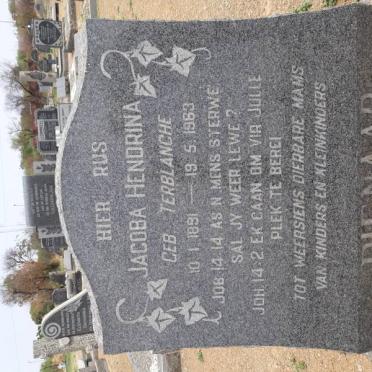 HIER RUS
JACOBA HENDRINA
GEB TERBLANCHE
10.1.1891 — 19.5.1963
JOB 14:14 AS 'N MENS STERWE
SAL JY WEER LEWE?
JOH 14:2 EK GAAN OM VIR JULLE
PLEK TE BEREI
TOT WEERSIENS DIERBARE MAMS
VAN KINDERS EN KLEINKINDERS
PIENAAR